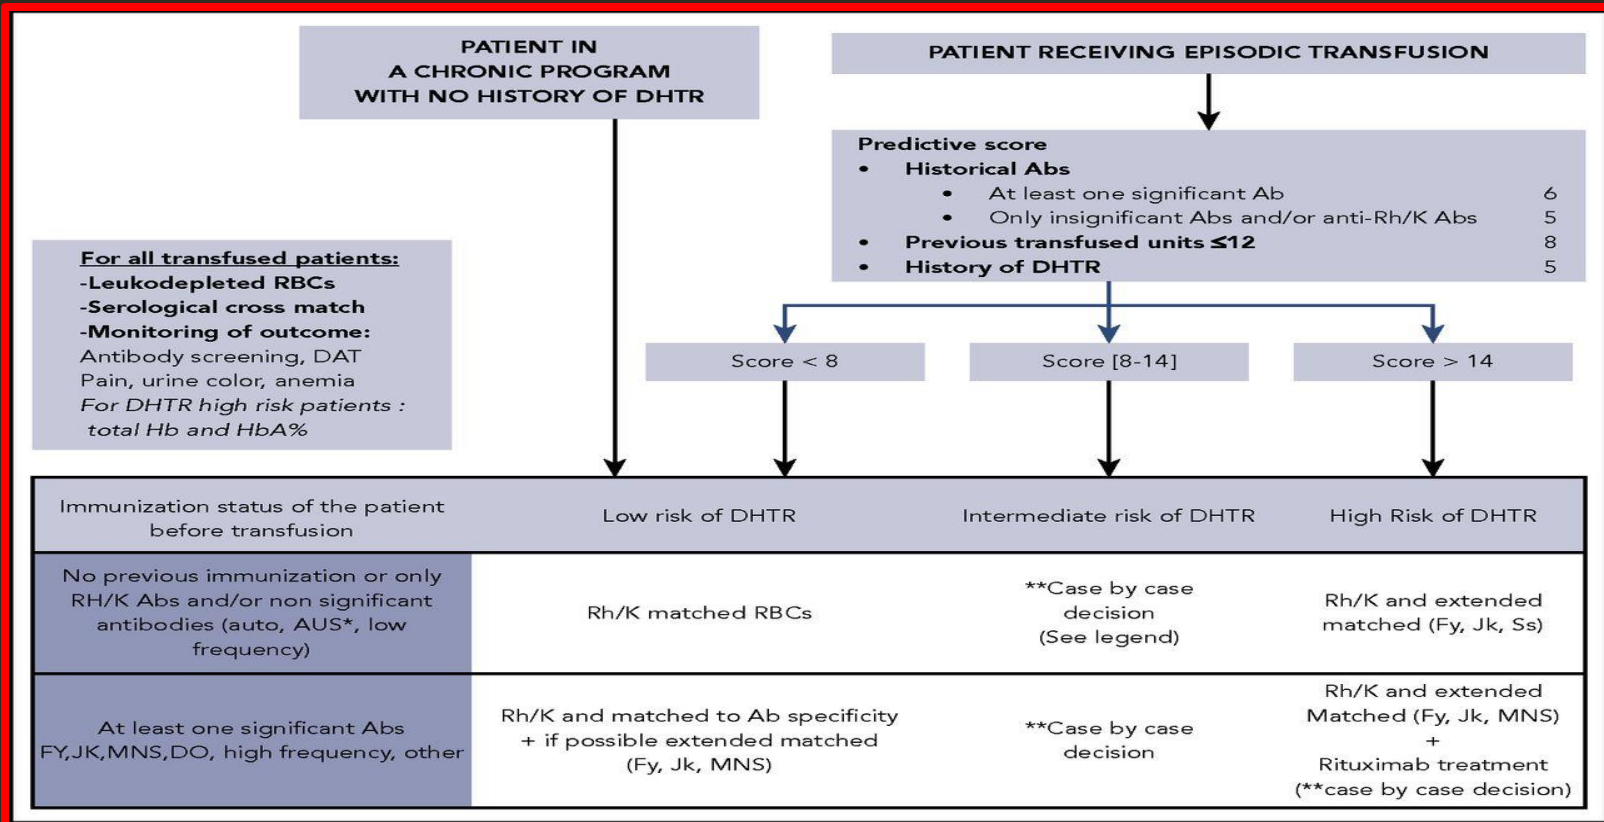 PATIENT IN
A CHRONIC PROGRAM
WITH NO HISTORY OF DHTR
PATIENT RECEIVING EPISODIC TRANSFUSION
Predictive score
• Historical Abs
• At least one significant Ab 6
• Only insignificant Abs and/or anti-Rh/K Abs 5
• Previous transfused units ≤12 8
• History of DHTR 5
For all transfused patients:
-Leukodepleted RBCs
-Serological cross match
-Monitoring of outcome:
Antibody screening, DAT
Pain, urine color, anemia
For DHTR high risk patients :
total Hb and HbA%
Score < 8
Score [8-14]
Score > 14
Immunization status of the patient
before transfusion
Low risk of DHTR
Intermediate risk of DHTR
High Risk of DHTR
No previous immunization or only
RH/K Abs and/or non significant
antibodies (auto, AUS*, low
frequency)
Rh/K matched RBCs
**Case by case
decision
(See legend)
Rh/K and extended
matched (Fy, Jk, Ss)
At least one significant Abs
FY,JK,MNS,DO, high frequency, other
Rh/K and matched to Ab specificity
+ if possible extended matched
(Fy, Jk, MNS)
**Case by case
decision
Rh/K and extended
Matched (Fy, Jk, MNS)
+
Rituximab treatment
(**case by case decision)